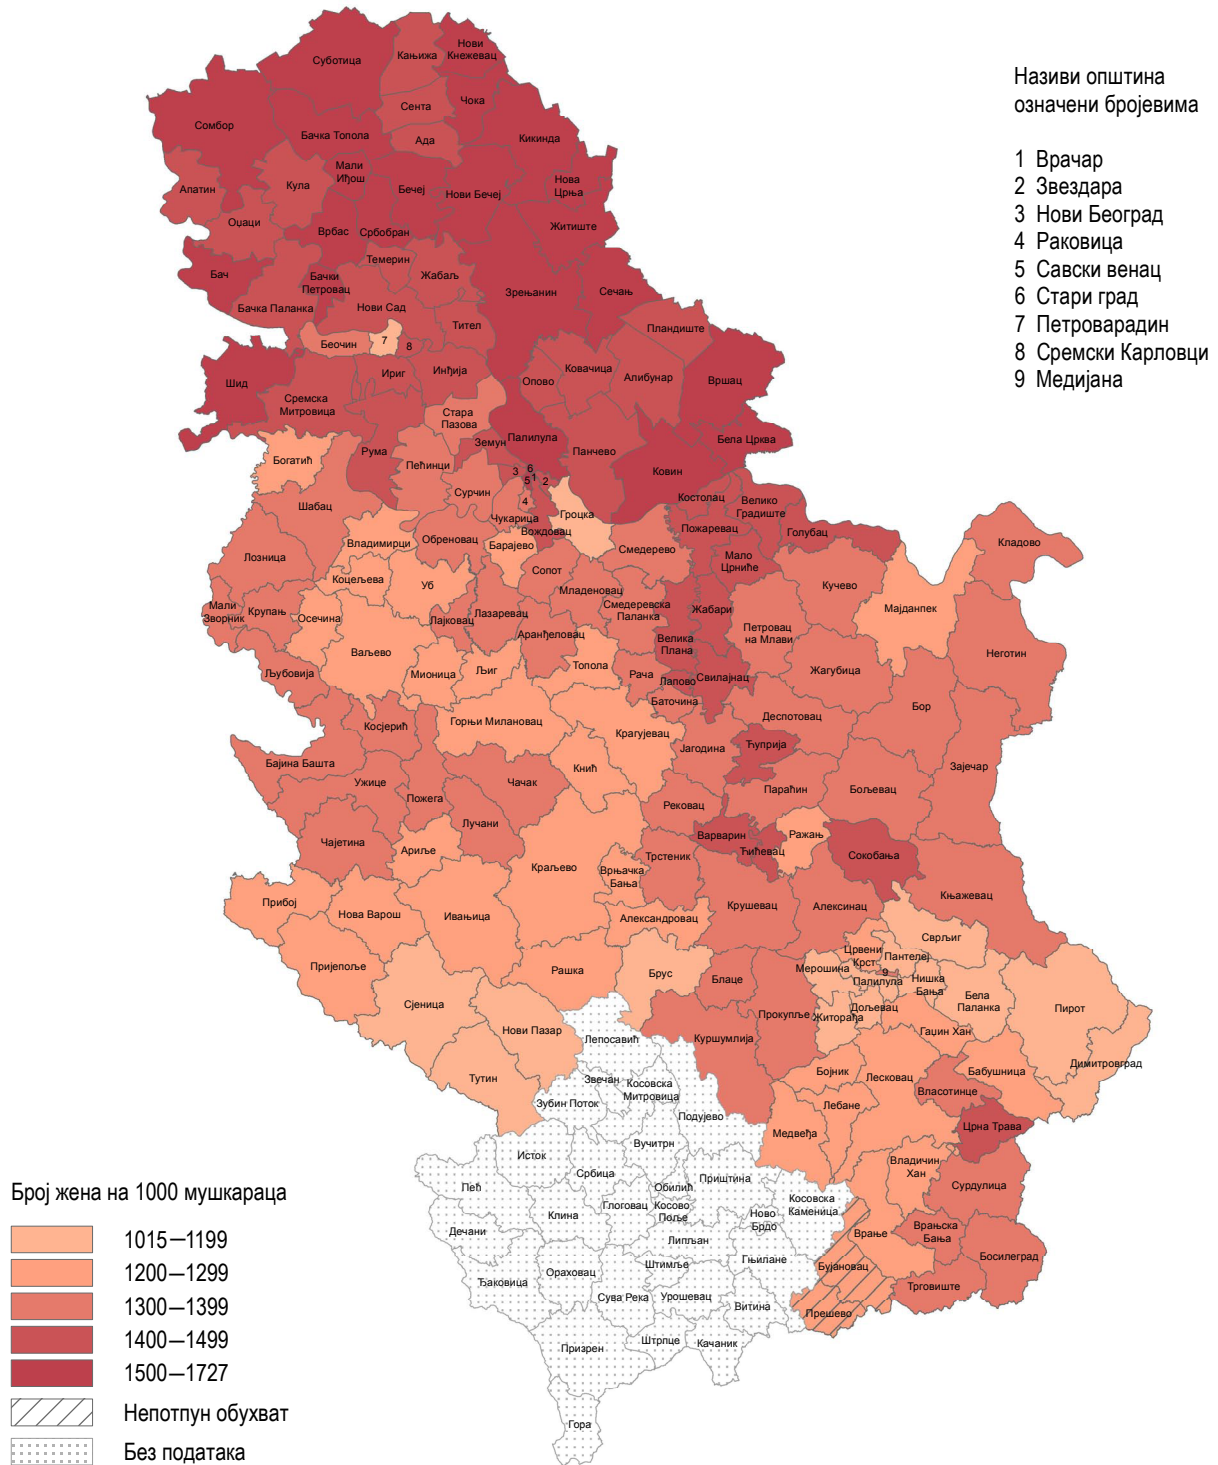 Називи општина
означени бројевима
1 Врачар
2 Звездара
3 Нови Београд
4 Раковица
5 Савски венац
6 Стари град
7 Петроварадин
8 Сремски Карловци
9 Медијана
Суботица
Кањижа
Нови
Кнежевац
Сента
Чока
Сомбор
Бачка Топола
Ада
Кикинда
Мали
Иђош
Апатин
Кула
Бечеј
Нови Бечеј
Нова
Црња
Оџаци
Врбас
Србобран
Житиште
Темерин
Бач
Бачки
Петровац
Жабаљ
Зрењанин
Сечањ
Бачка Паланка
Нови Сад
Тител
Пландиште
Беочин
7
8
Шид
Ириг
Инђија
Опово
Ковачица
Алибунар
Вршац
Сремска
Митровица
Стара
Пазова
Палилула
Бела Црква
Земун
Панчево
Рума
Богатић
Пећинци
Ковин
3
6
5
1
2
4
Сурчин
Костолац
Велико
Градиште
Шабац
Чукарица
Гроцка
Вождовац
Пожаревац
Голубац
Владимирци
Обреновац
Барајево
Смедерево
Кладово
Лозница
Мало
Црниће
Коцељева
Уб
Сопот
Кучево
Младеновац
Мајданпек
Мали
Зворник
Крупањ
Осечина
Лајковац
Лазаревац
Смедеревска
Паланка
Жабари
Петровац
на Млави
Аранђеловац
Велика
Плана
Ваљево
Неготин
Љубовија
Мионица
Љиг
Топола
Рача
Лапово
Свилајнац
Жагубица
Баточина
Бор
Косјерић
Горњи Милановац
Крагујевац
Деспотовац
Јагодина
Ћуприја
Бајина Башта
Кнић
Зајечар
Ужице
Чачак
Параћин
Бољевац
Пожега
Рековац
Лучани
Чајетина
Варварин
Ражањ
Ариље
Ћићевац
Сокобања
Трстеник
Краљево
Врњачка
Бања
Књажевац
Прибој
Нова Варош
Ивањица
Крушевац
Алексинац
Александровац
Сврљиг
Пријепоље
Црвени
Крст
Пантелеј
Рашка
Брус
Блаце
Мерошина
9
Палилула
Нишка
Бања
Сјеница
Бела
Паланка
Пирот
Прокупље
Житорађа
Дољевац
Нови Пазар
Куршумлија
Гаџин Хан
Лепосавић
Димитровград
Тутин
Звечан
Косовска
Митровица
Бојник
Лесковац
Бабушница
Зубин Поток
Власотинце
Подујево
Лебане
Медвеђа
Црна Трава
Вучитрн
Исток
Србица
Владичин
Хан
Пећ
Обилић
Приштина
Косовска
Каменица
Сурдулица
Клина
Глоговац
Косово
Поље
Ново
Брдо
Дечани
Врање
Врањска
Бања
Липљан
Босилеград
Гњилане
Бујановац
Ђаковица
Ораховац
Штимље
Сува Река
Урошевац
Витина
Трговиште
Прешево
Призрен
Штрпце
Качаник
Гора
Број жена на 1000 мушкараца
1015—1199
1200—1299
1300—1399
1400—1499
1500—1727
Непотпун обухват
Без података